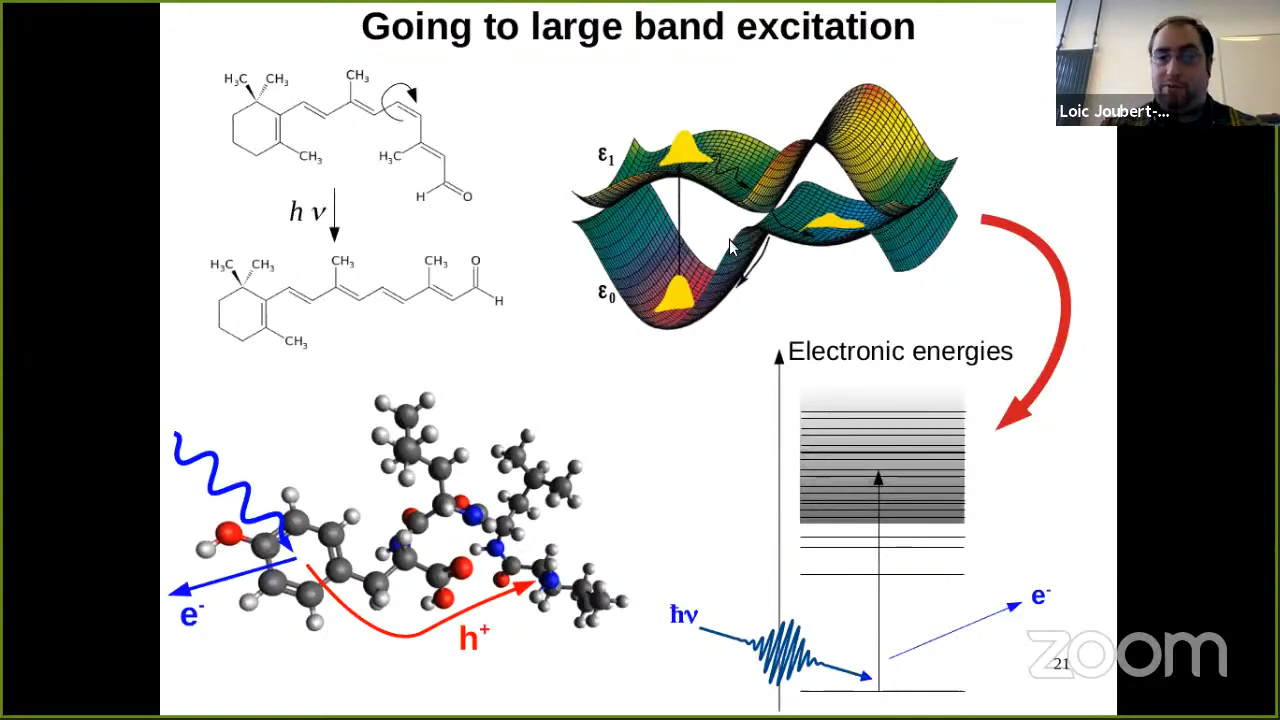 Going to large band excitation
H₃C CH₃ CH₃
CH₃ H₃C
H O
h ν
H₃C CH₃ CH₃ CH₃ O
H
CH₃
ε₁
ε₀
Loic Joubert-...
Electronic energies
e⁻
h⁺
ħν
e⁻
21
zoom